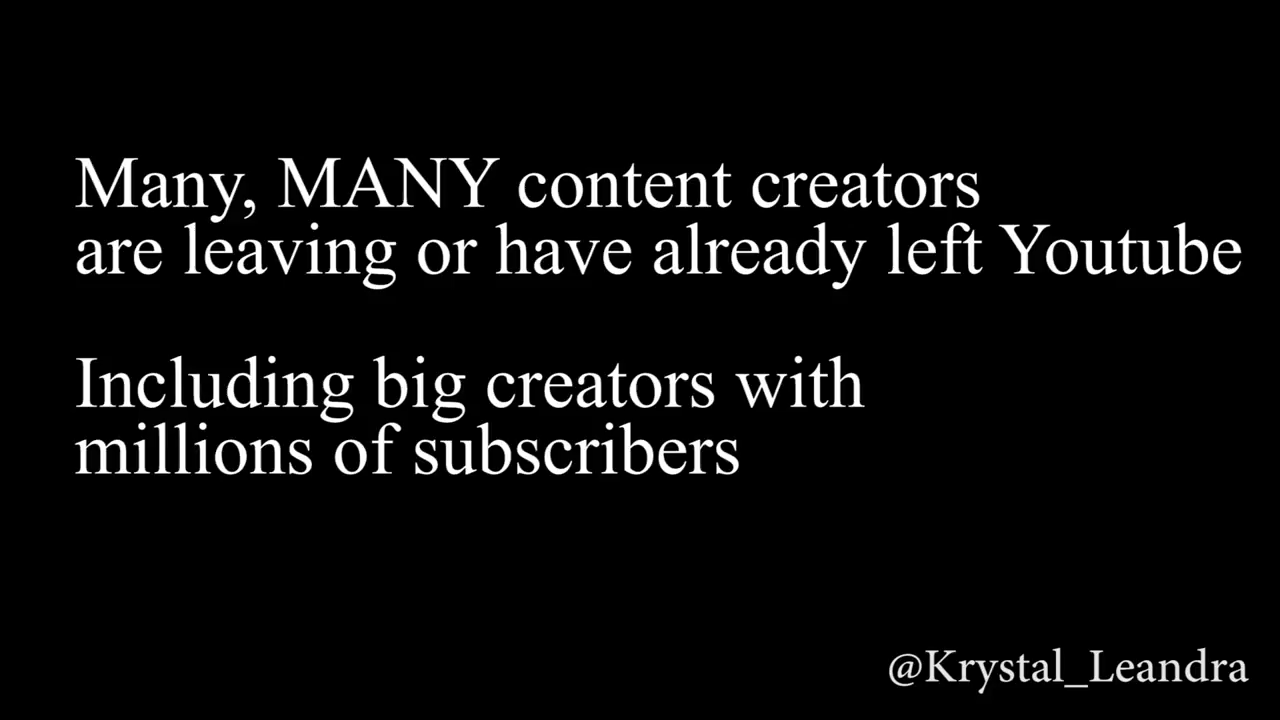 Many, MANY content creators
are leaving or have already left Youtube
Including big creators with
millions of subscribers
@Krystal_Leandra